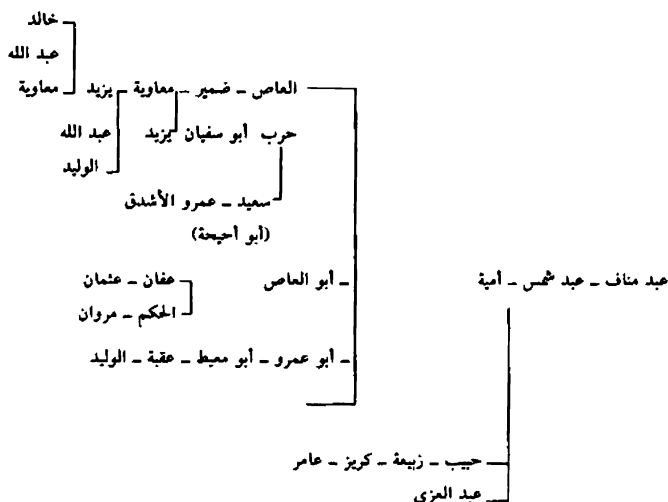 خالد
عبد الله
العاص – ضمير – معاوية – يزيد – معاوية
حرب أبو سفيان يزيد عبد الله
الوليد
سعيد – عمرو الأشدق
(أبو أحيحة)
عبد مناف – عبد شمس – أمية – أبو العاص عفان – عثمان
الحكم – مروان
– أبو عمرو – أبو معيط – عقبة – الوليد
حبيب – زبيعة – كريز – عامر
عبد العزى